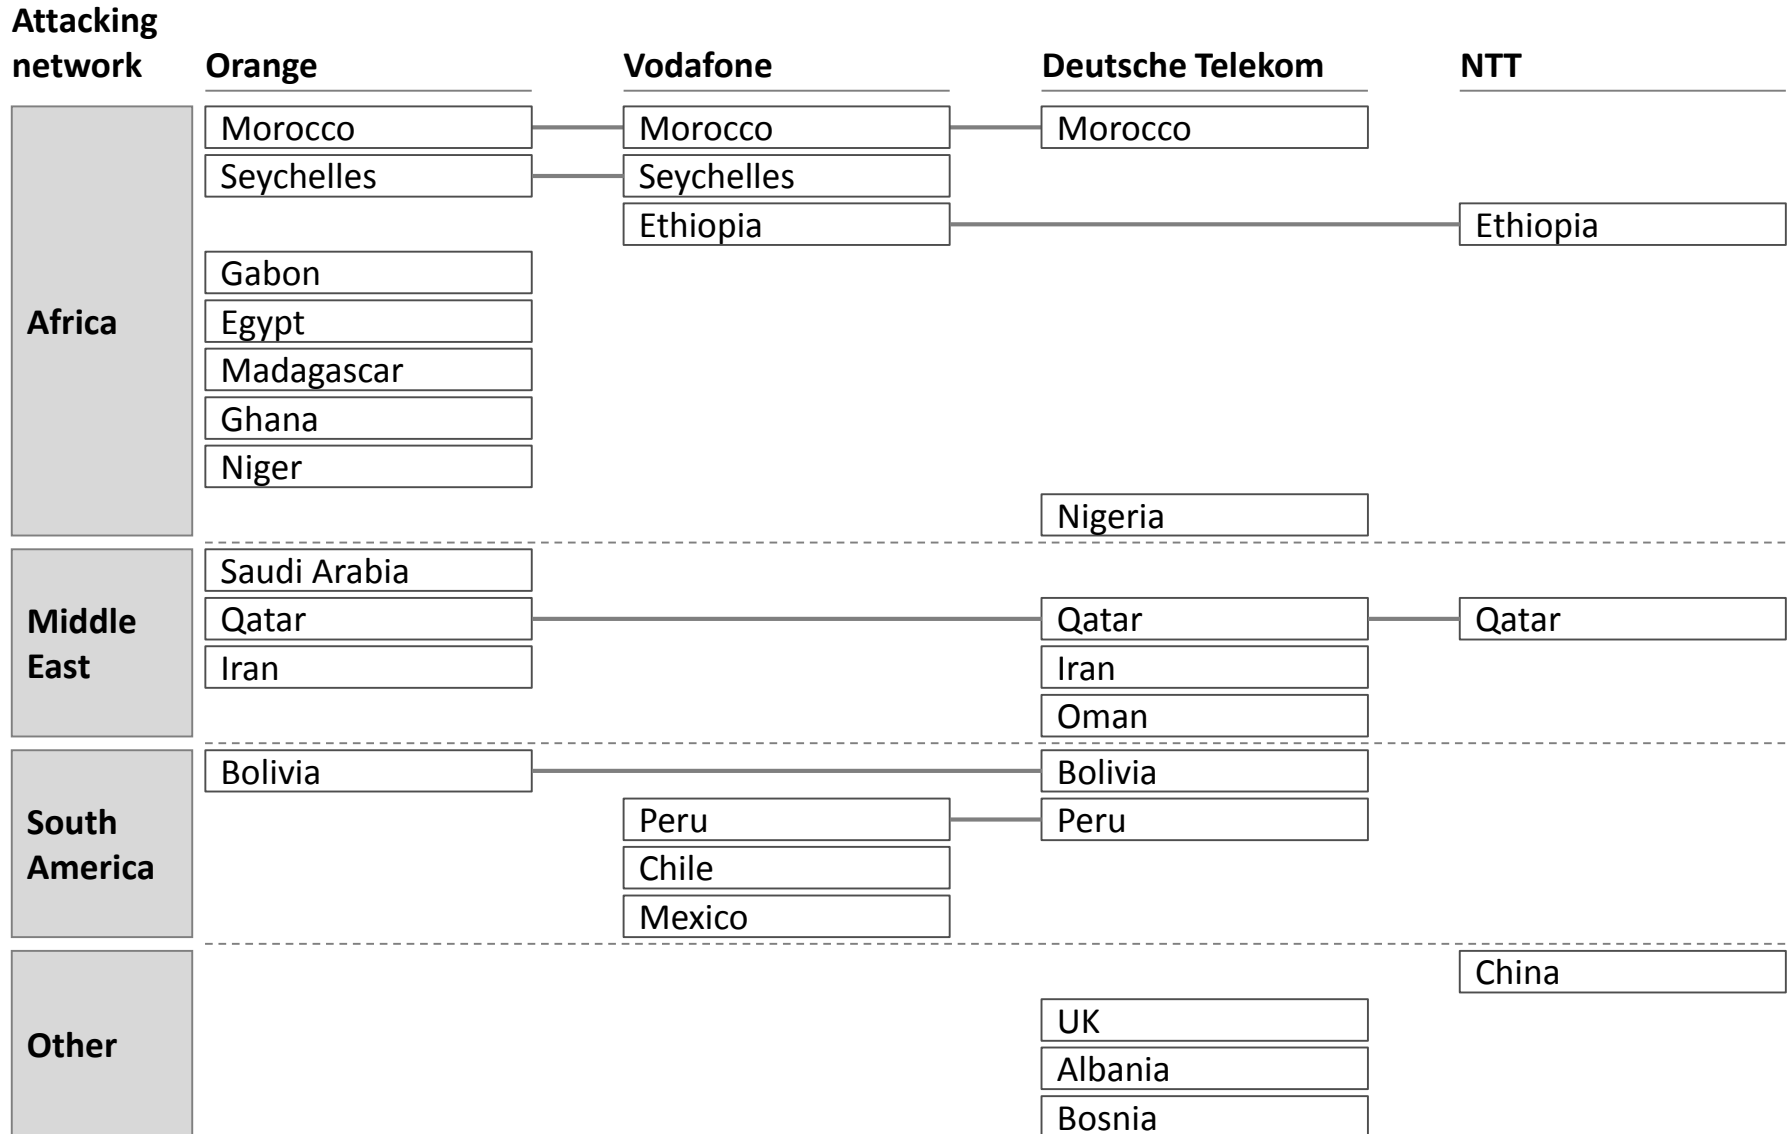 Attacking
network Orange Vodafone Deutsche Telekom NTT
Morocco Morocco Morocco
Seychelles Seychelles
Ethiopia Ethiopia
Gabon
Africa Egypt
Madagascar
Ghana
Niger
Nigeria
Saudi Arabia
Middle
East
Qatar Qatar Qatar
Iran Iran
Oman
Bolivia Bolivia
South
America
Peru Peru
Chile
Mexico
China
Other
UK
Albania
Bosnia